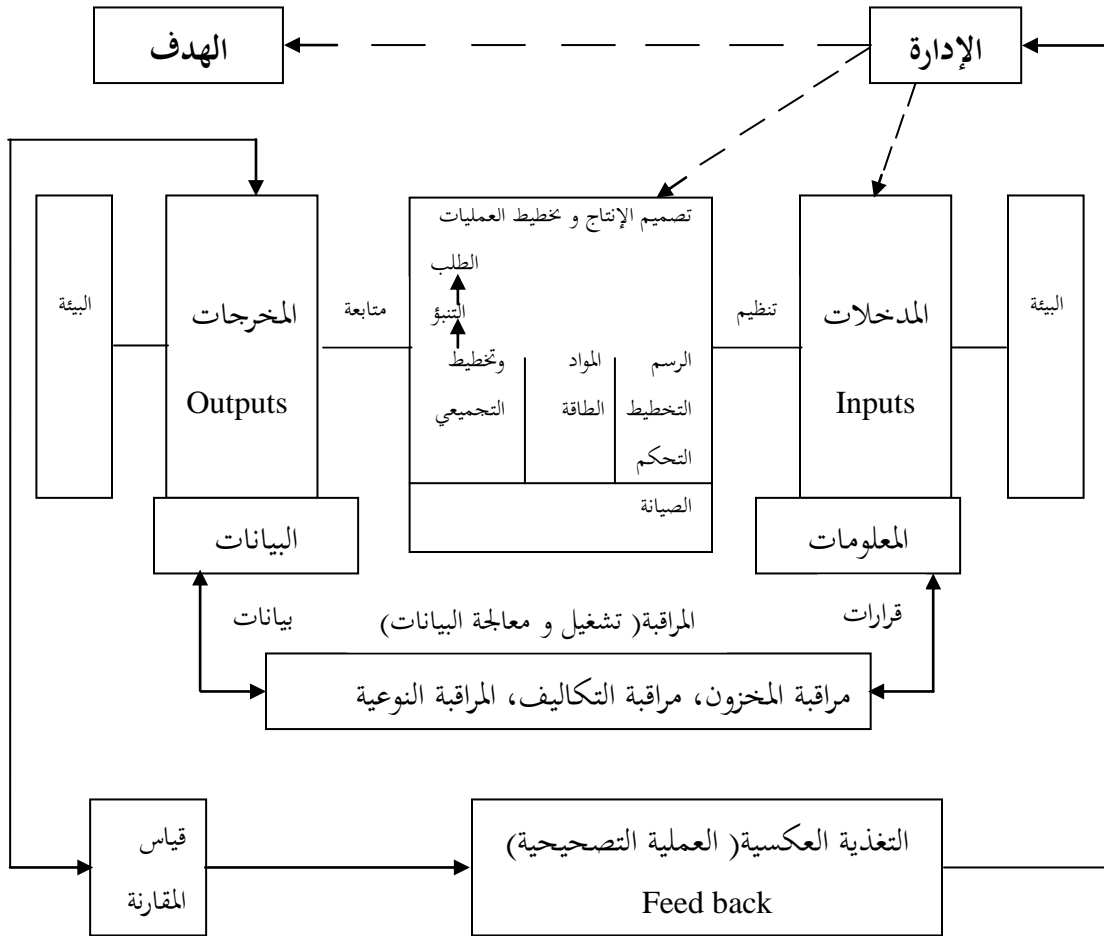 الإدارة
الهدف
البيئة
المدخلات
Inputs
المعلومات
تنظيم
تصميم الإنتاج و تخطيط العمليات
الطلب
التنبؤ
الرسم
المواد
وتخطيط
التخطيط
الطاقة
التجميعي
التحكم
الصيانة
متابعة
المخرجات
Outputs
البيانات
البيئة
قرارات
المراقبة( تشغيل و معالجة البيانات)
بيانات
مراقبة المخزون، مراقبة التكاليف، المراقبة النوعية
التغذية العكسية( العملية التصحيحية)
Feed back
قياس
المقارنة